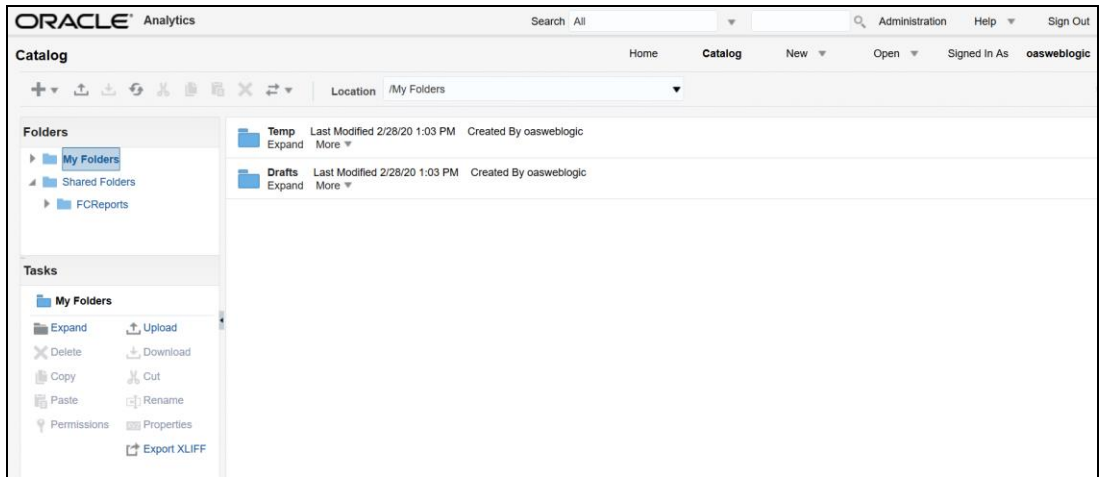 ORACLE Analytics Search All Administration Help Sign Out
Catalog Home Catalog New Open Signed In As oasweblogic
Location /My Folders
Folders
My Folders
Shared Folders
FCReports
Temp Last Modified 2/28/20 1:03 PM Created By oasweblogic
Expand More
Drafts Last Modified 2/28/20 1:03 PM Created By oasweblogic
Expand More
Tasks
My Folders
Expand Upload
Delete Download
Copy Cut
Paste Rename
Permissions Properties
Export XLIFF